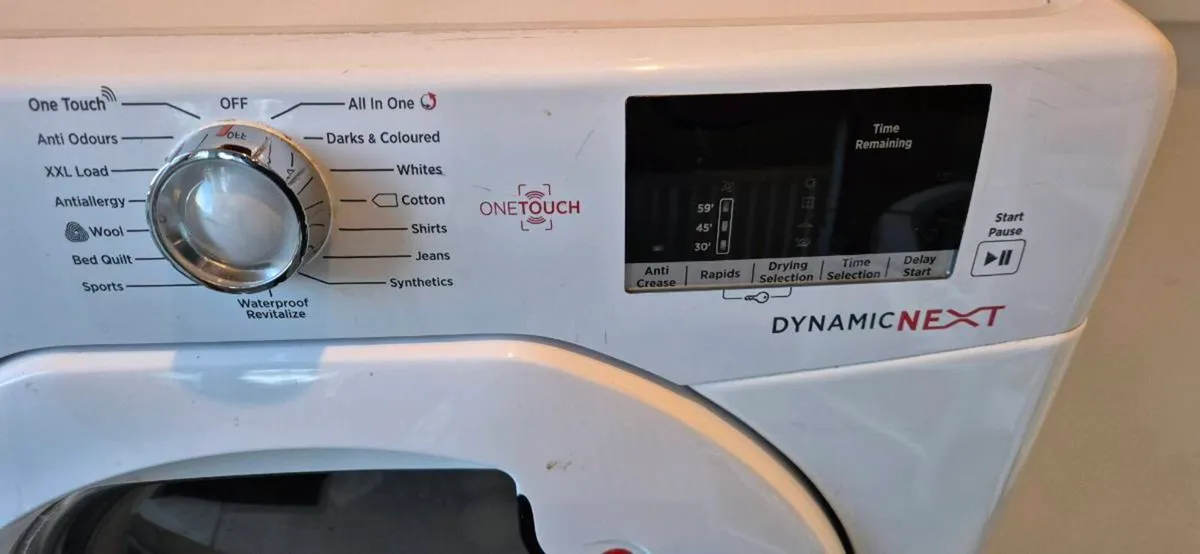 One Touch
OFF
All In One
Anti Odours
OFF
Darks & Coloured
XXL Load
Whites
Antiallergy
Cotton
Wool
Shirts
Bed Quilt
Jeans
Sports
Synthetics
Waterproof
Revitalize
ONETOUCH
Time
Remaining
59'
45'
30'
Anti
Crease
Rapids
Drying
Selection
Time
Selection
Delay
Start
Start
Pause
DYNAMICNEXT